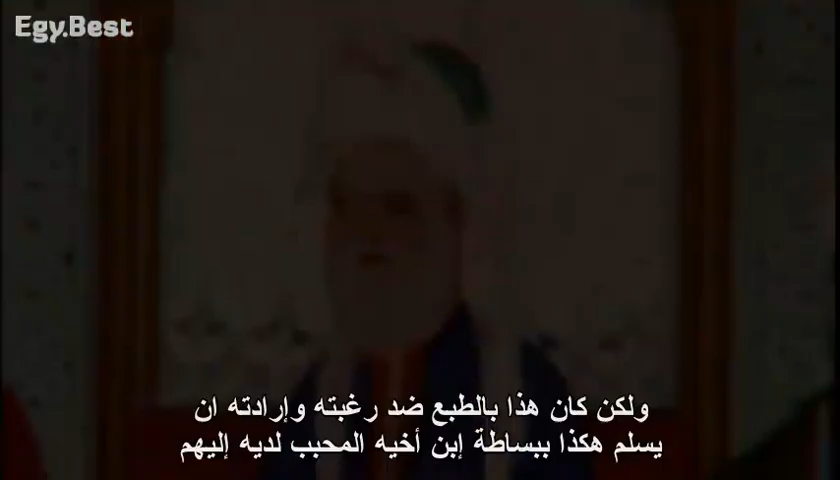 Egy.Best
ولكن كان هذا بالطبع ضد رغبته وإرادته ان
يسلم هكذا ببساطة إبن أخيه المحبب لديه إليهم